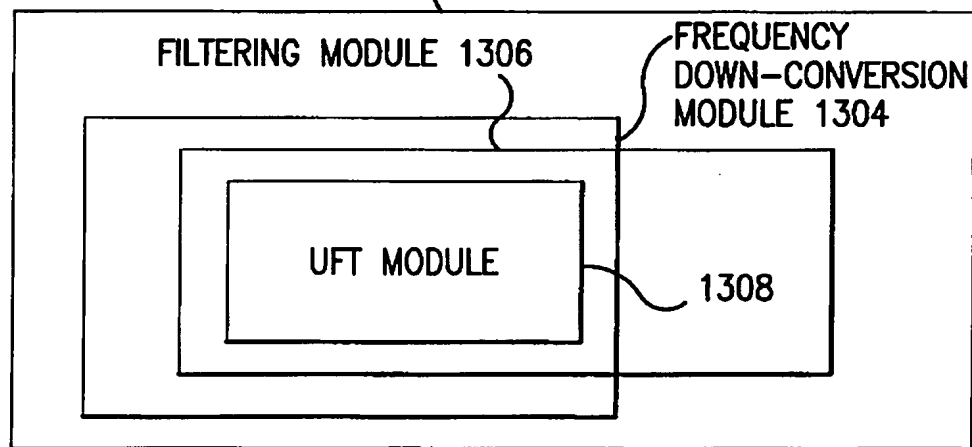 FILTERING MODULE 1306
FREQUENCY
DOWN-CONVERSION
MODULE 1304
UFT MODULE
1308